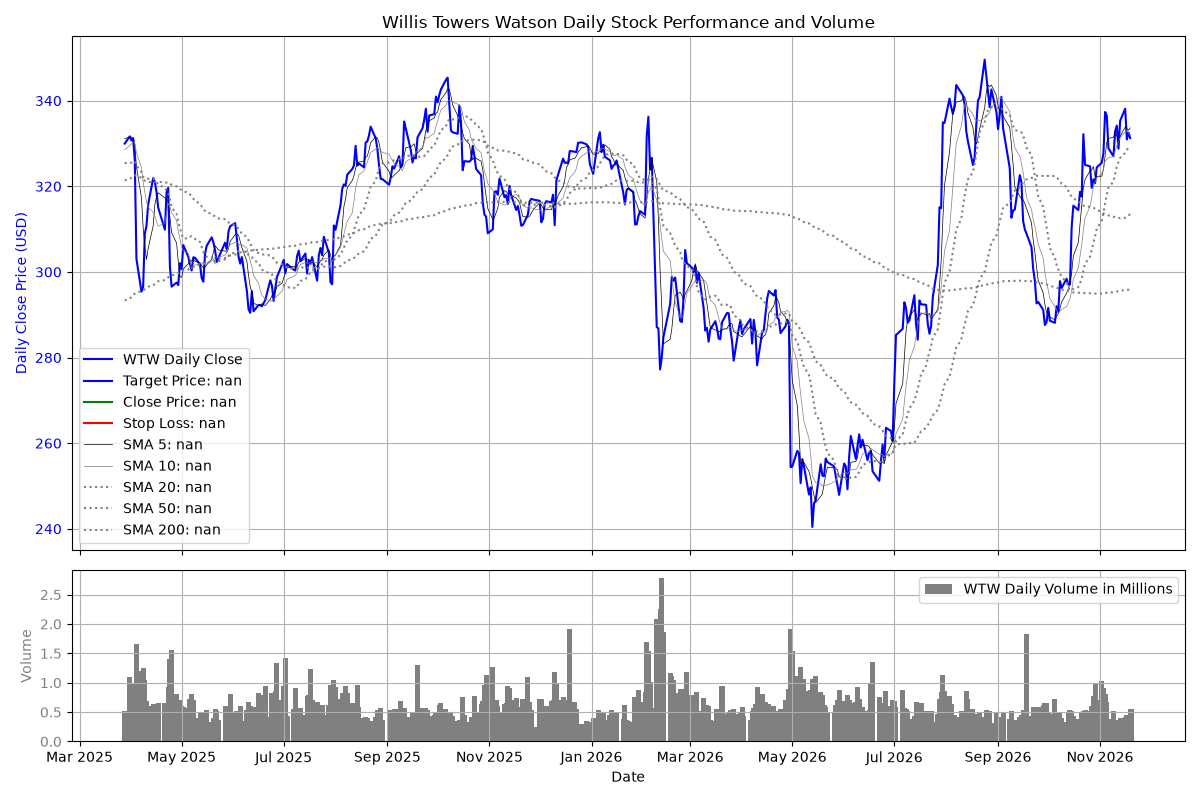 Willis Towers Watson Daily Stock Performance and Volume
Daily Close Price (USD)
340
320
300
280
260
240
WTW Daily Close
Target Price: nan
Close Price: nan
Stop Loss: nan
SMA 5: nan
SMA 10: nan
SMA 20: nan
SMA 50: nan
SMA 200: nan
Volume
2.5
2.0
1.5
1.0
0.5
0.0
WTW Daily Volume in Millions
Mar 2025 May 2025 Jul 2025 Sep 2025 Nov 2025 Jan 2026 Mar 2026 May 2026 Jul 2026 Sep 2026 Nov 2026
Date